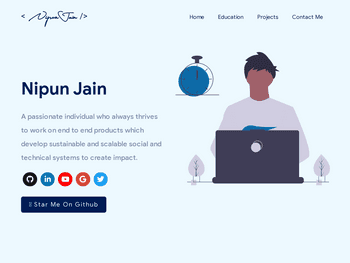 < Nipun Jain />
Home Education Projects Contact Me
Nipun Jain
A passionate individual who always thrives
to work on end to end products which
develop sustainable and scalable social and
technical systems to create impact.
Star Me On Github